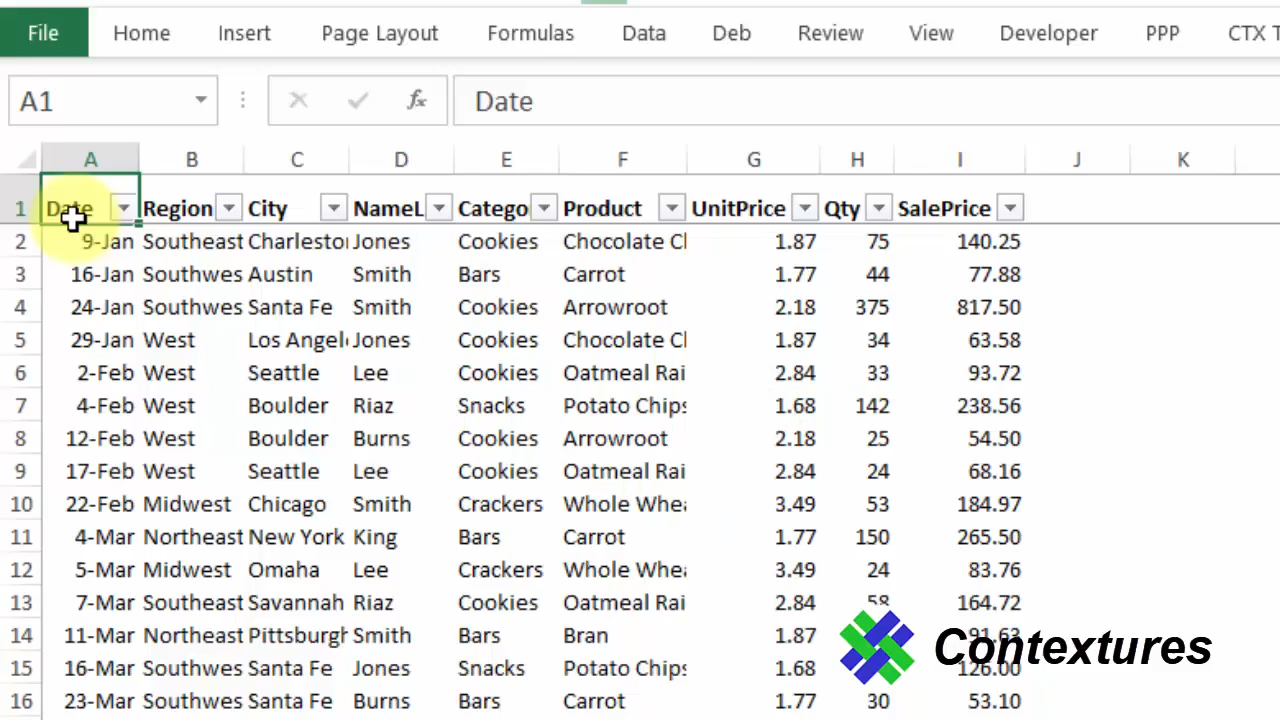 File Home Insert Page Layout Formulas Data Deb Review View Developer PPP CTX T
A1 fx Date
A B C D E F G H I J K
1 Date Region City NameL Catego Product UnitPrice Qty SalePrice
2 9-Jan Southeast Charlesto Jones Cookies Chocolate Cl 1.87 75 140.25
3 16-Jan Southwes Austin Smith Bars Carrot 1.77 44 77.88
4 24-Jan Southwes Santa Fe Smith Cookies Arrowroot 2.18 375 817.50
5 29-Jan West Los Angel Jones Cookies Chocolate Cl 1.87 34 63.58
6 2-Feb West Seattle Lee Cookies Oatmeal Rai 2.84 33 93.72
7 4-Feb West Boulder Riaz Snacks Potato Chips 1.68 142 238.56
8 12-Feb West Boulder Burns Cookies Arrowroot 2.18 25 54.50
9 17-Feb West Seattle Lee Cookies Oatmeal Rai 2.84 24 68.16
10 22-Feb Midwest Chicago Smith Crackers Whole Whea 3.49 53 184.97
11 4-Mar Northeast New York King Bars Carrot 1.77 150 265.50
12 5-Mar Midwest Omaha Lee Crackers Whole Whea 3.49 24 83.76
13 7-Mar Southeast Savannah Riaz Cookies Oatmeal Rai 2.84 58 164.72
14 11-Mar Northeast Pittsburgh Smith Bars Bran 1.87 91.63
15 16-Mar Southwes Santa Fe Jones Snacks Potato Chips 1.68 126.00
16 23-Mar Southwes Santa Fe Burns Bars Carrot 1.77 30 53.10
Contextures